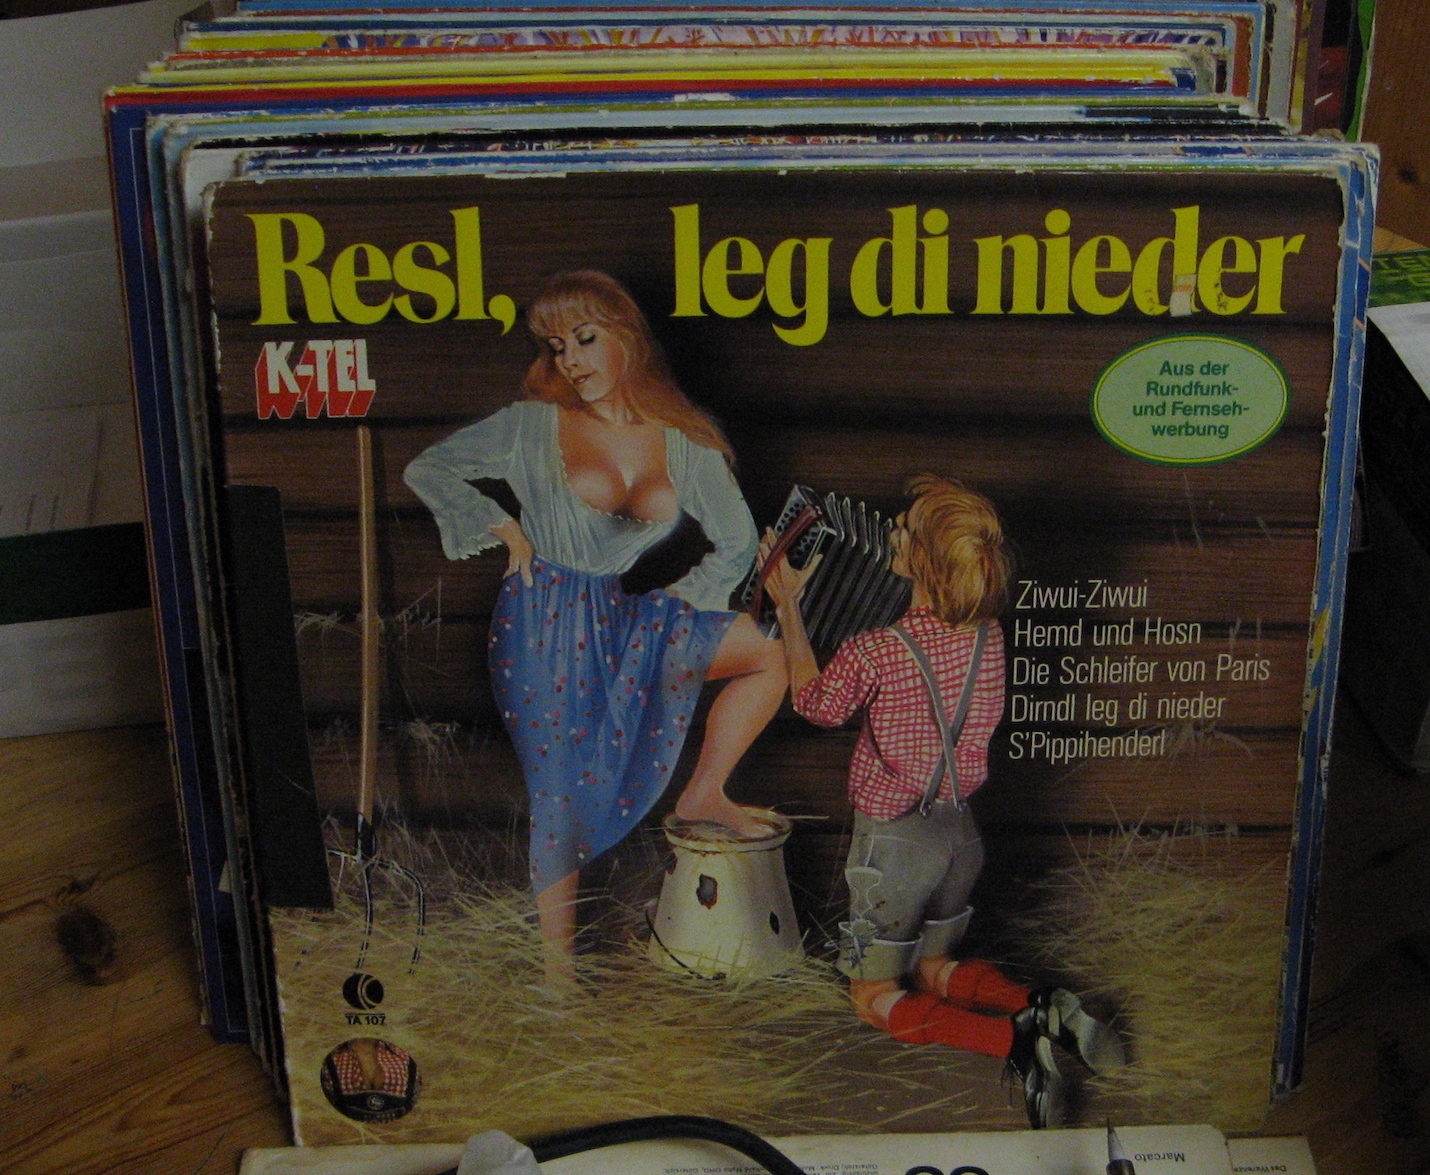 Resl, leg di nieder
K-TEL
Aus der
Rundfunk-
und Fernseh-
werbung
Ziwui-Ziwui
Hemd und Hosn
Die Schleifer von Paris
Dirndl leg di nieder
S'Pippihenderl
TA 107
Marcato